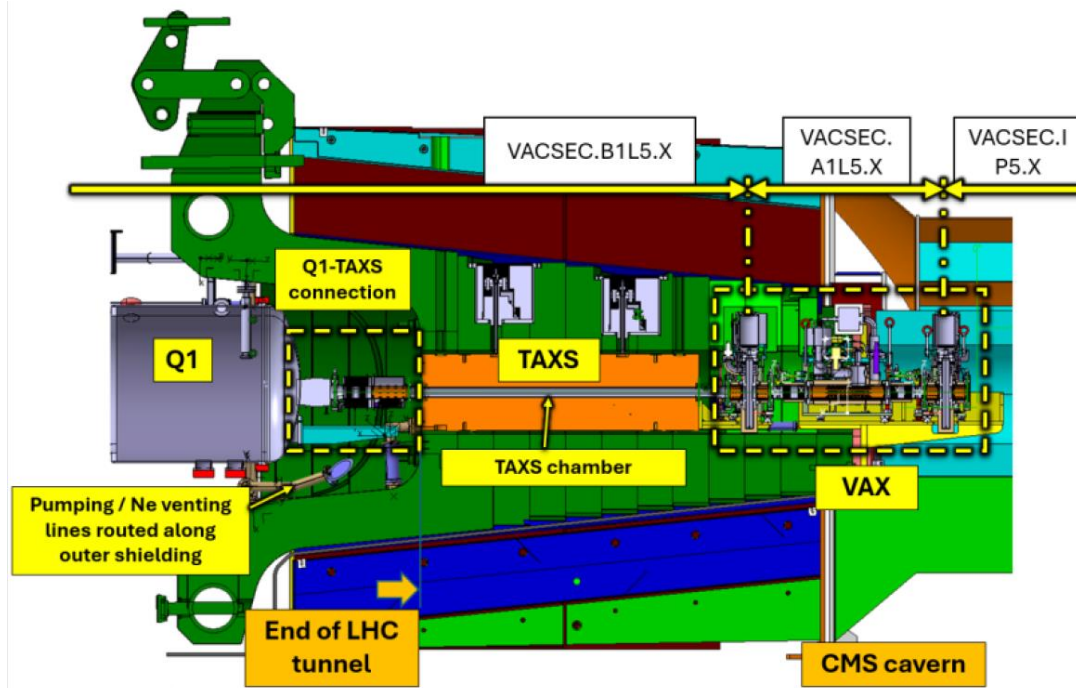 VACSEC.B1L5.X
VACSEC.
A1L5.X
VACSEC.I
P5.X
Q1-TAXS
connection
Q1
TAXS
TAXS chamber
VAX
Pumping / Ne venting
lines routed along
outer shielding
End of LHC
tunnel
CMS cavern